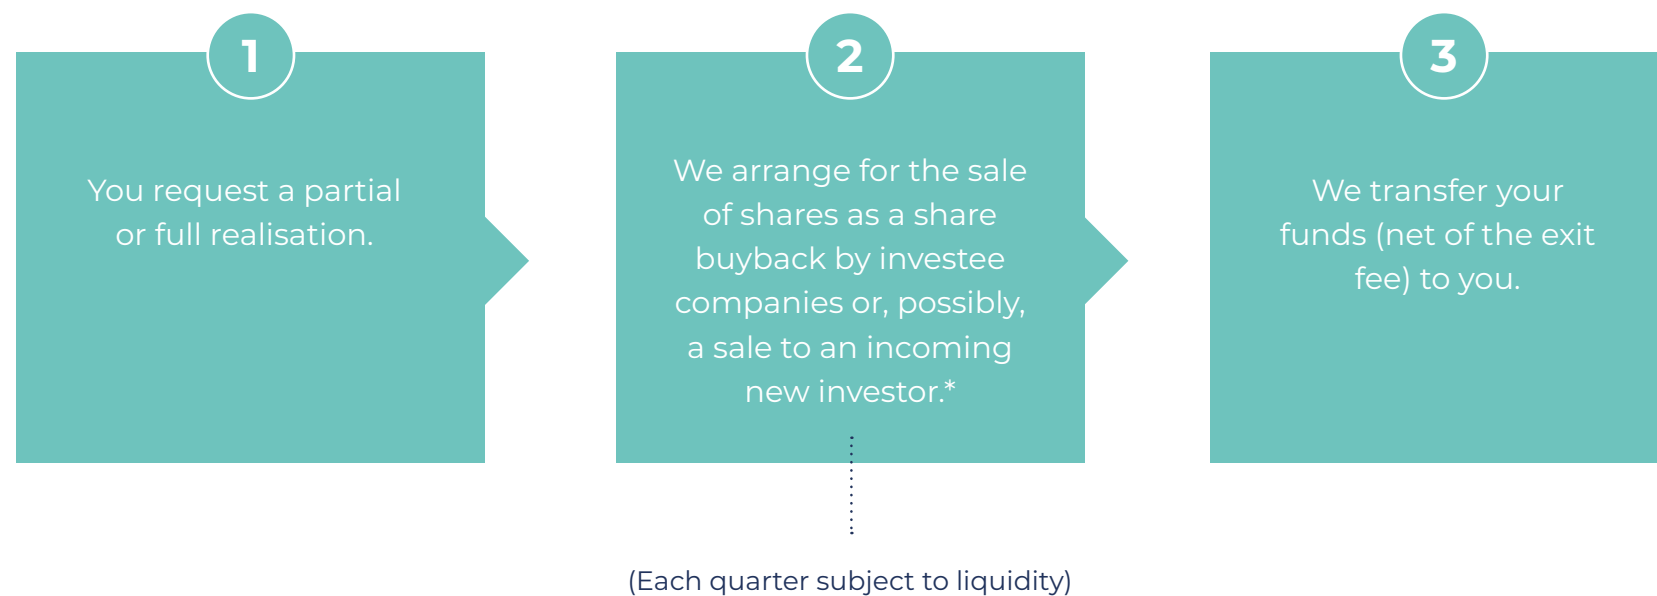 1
You request a partial
or full realisation.
2
We arrange for the sale
of shares as a share
buyback by investee
companies or, possibly,
a sale to an incoming
new investor.*
(Each quarter subject to liquidity)
3
We transfer your
funds (net of the exit
fee) to you.